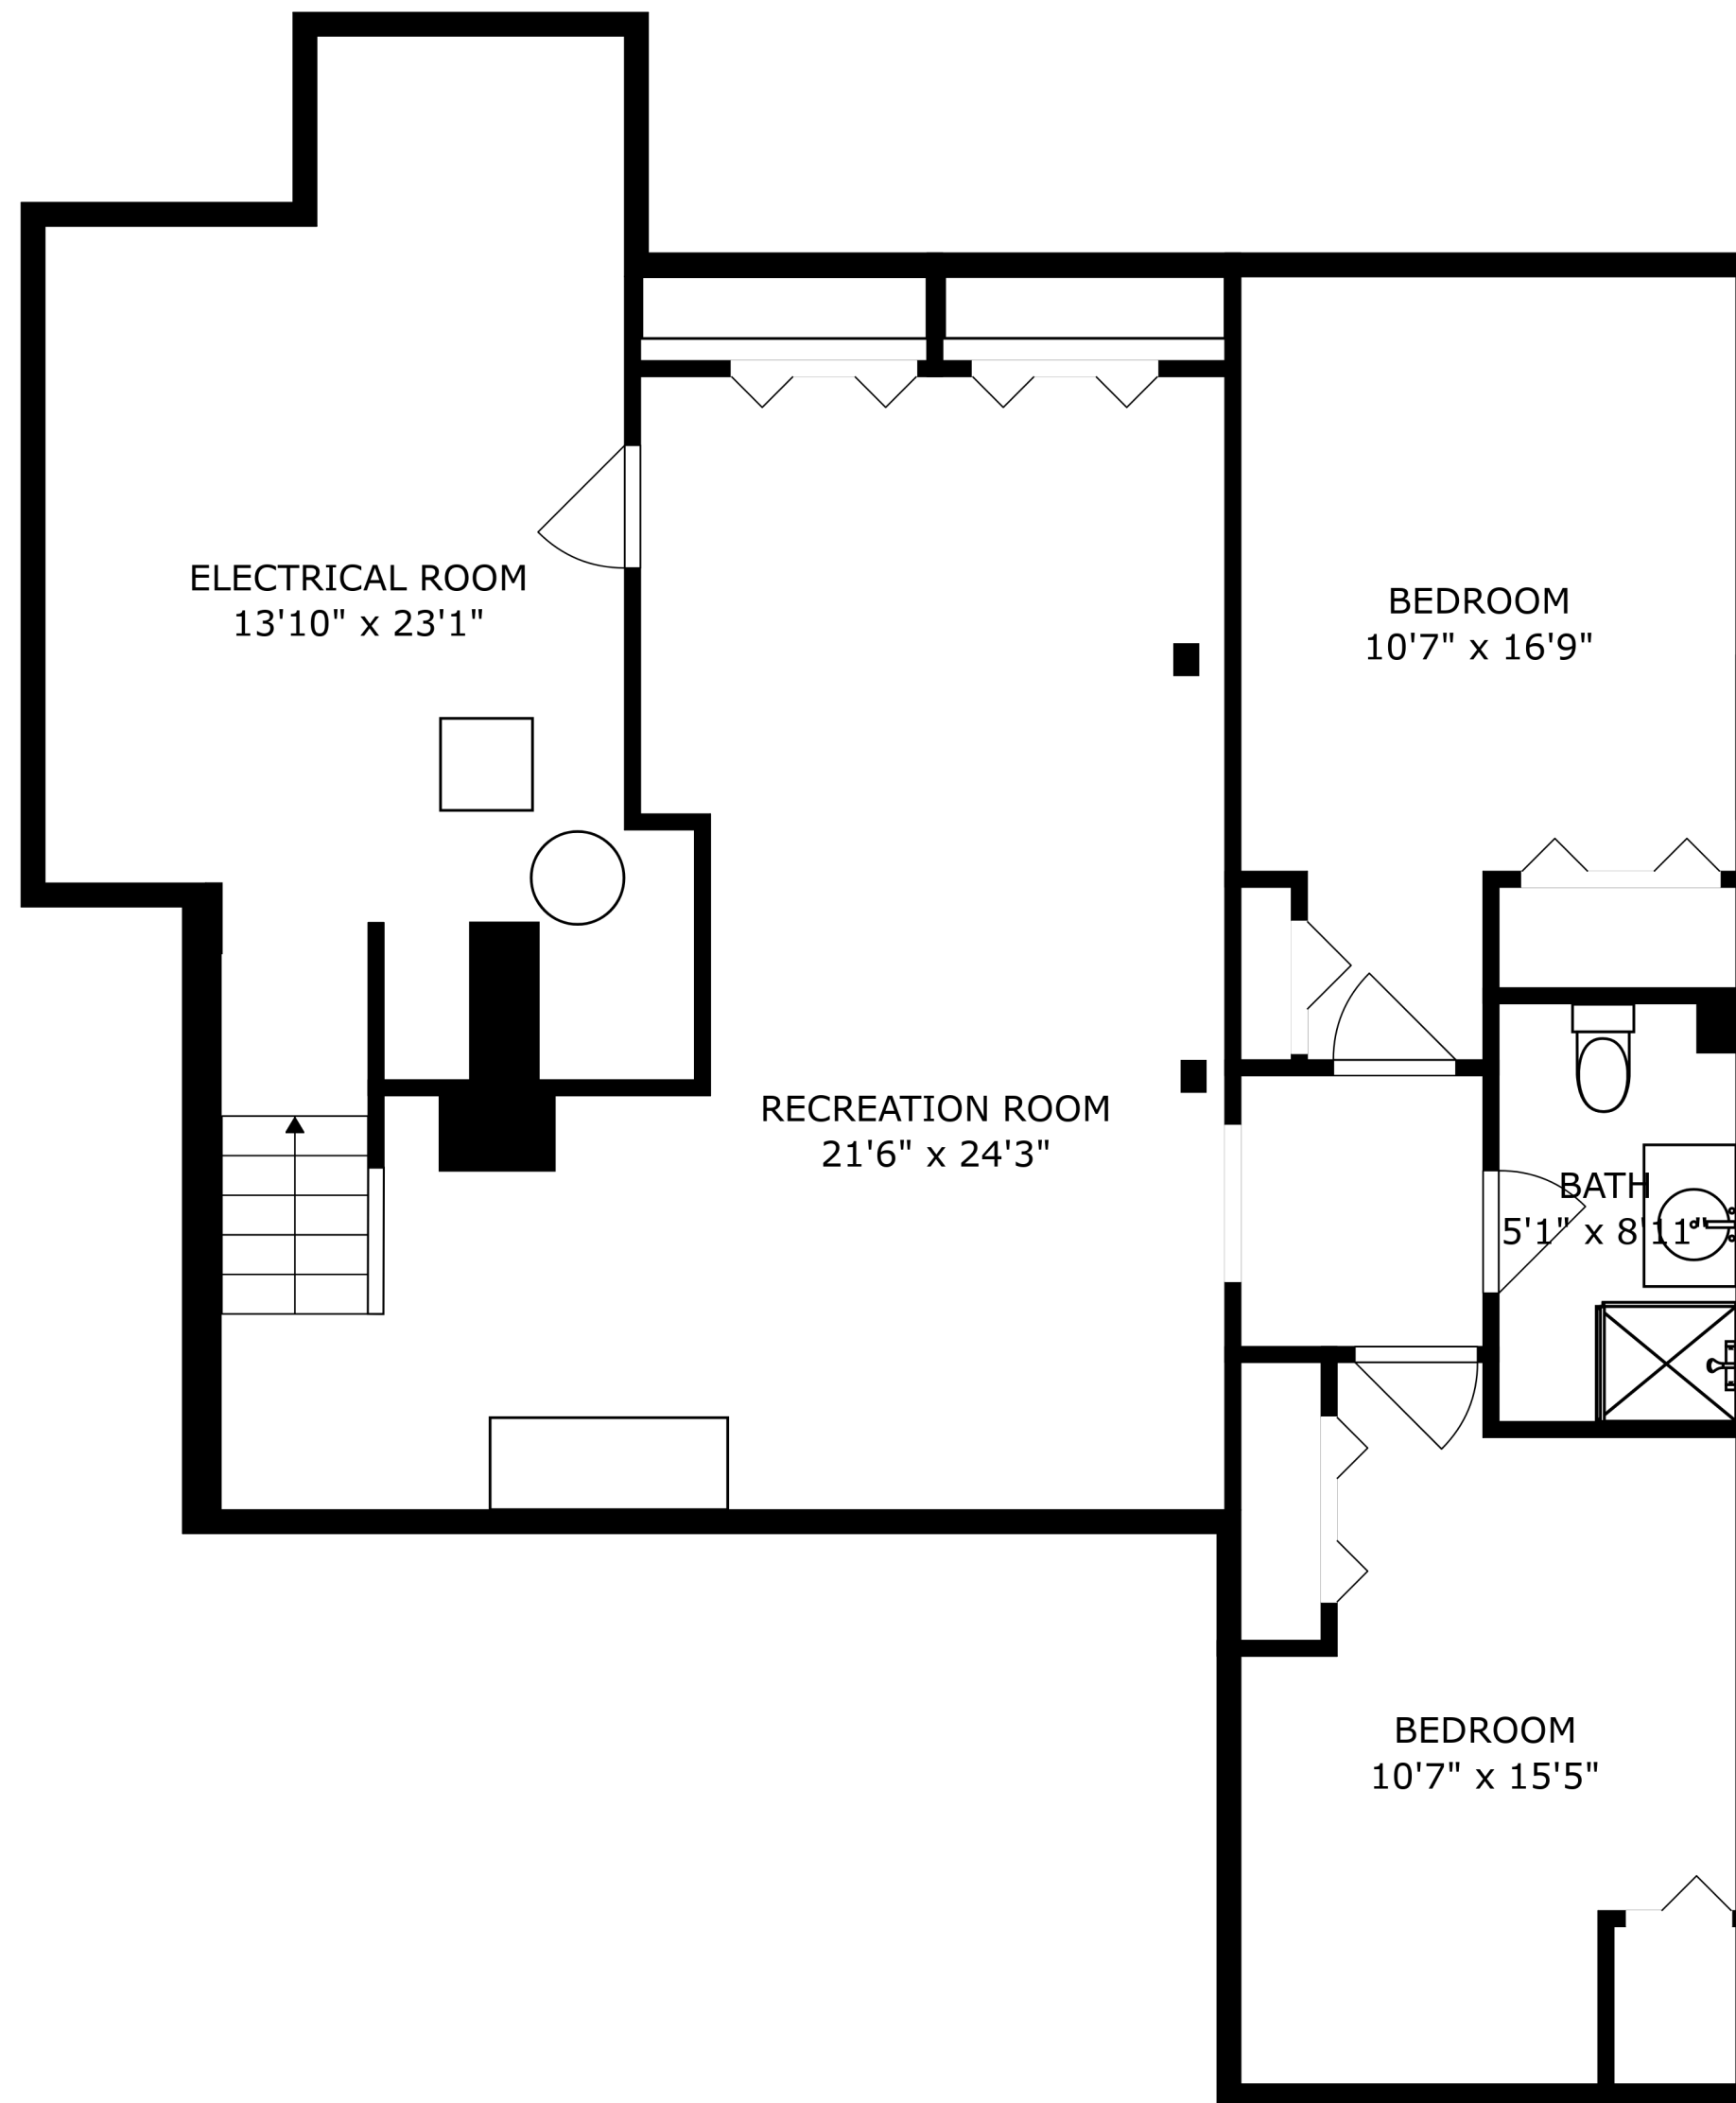 ELECTRICAL ROOM
13'10" x 23'1"
BEDROOM
10'7" x 16'9"
RECREATION ROOM
21'6" x 24'3"
BATH
5'1" x 8'11"
BEDROOM
10'7" x 15'5"